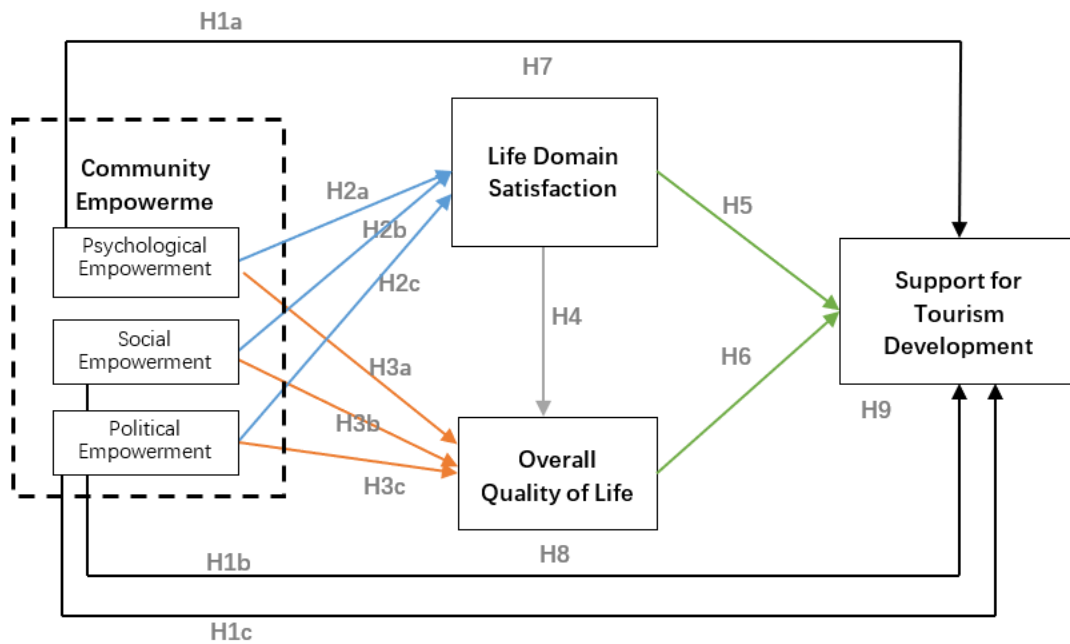 H1a
H7
Community
Empowerme
Life Domain
Satisfaction
H2a
H2b
H2c
H5
Psychological
Empowerment
Social
Empowerment
Political
Empowerment
H3a
H3b
H3c
H4
H6
Support for
Tourism
Development
H9
Overall
Quality of Life
H8
H1b
H1c